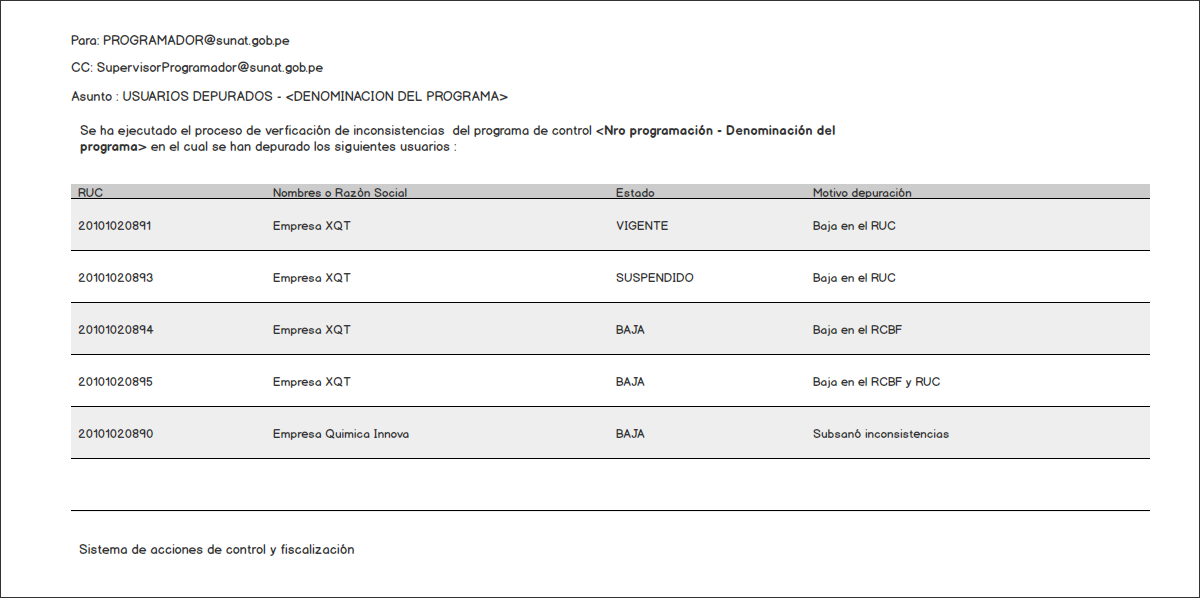 Para: PROGRAMADOR@sunat.gob.pe
CC: SupervisorProgramador@sunat.gob.pe
Asunto : USUARIOS DEPURADOS - <DENOMINACION DEL PROGRAMA>
Se ha ejecutado el proceso de verficación de inconsistencias del programa de control <Nro programación - Denominación del
programa> en el cual se han depurado los siguientes usuarios :
RUC Nombres o Razón Social Estado Motivo depuración
20101020891 Empresa XQT VIGENTE Baja en el RUC
20101020893 Empresa XQT SUSPENDIDO Baja en el RUC
20101020894 Empresa XQT BAJA Baja en el RCBF
20101020895 Empresa XQT BAJA Baja en el RCBF y RUC
20101020890 Empresa Quimica Innova BAJA Subsanó inconsistencias
Sistema de acciones de control y fiscalización